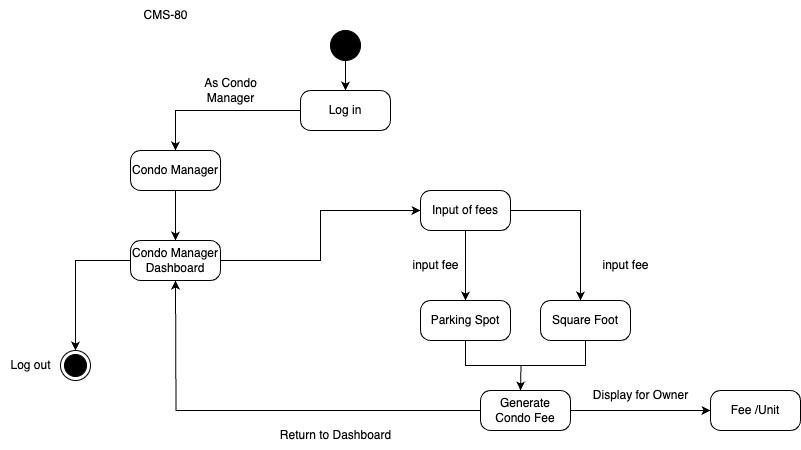 CMS-80
As Condo
Manager
Log in
Condo Manager
Input of fees
Condo Manager
Dashboard
input fee
input fee
Parking Spot
Square Foot
Log out
Generate
Condo Fee
Display for Owner
Fee /Unit
Return to Dashboard